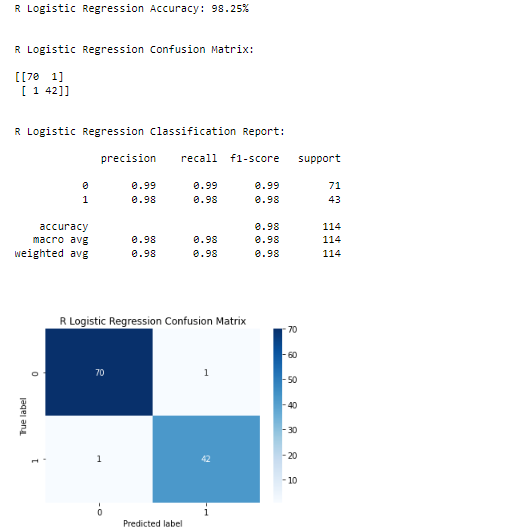 R Logistic Regression Accuracy: 98.25%
R Logistic Regression Confusion Matrix:
[[70  1]
 [ 1 42]]
R Logistic Regression Classification Report:
precision    recall  f1-score   support
0       0.99      0.99      0.99        71
1       0.98      0.98      0.98        43
accuracy                           0.98       114
macro avg       0.98      0.98      0.98       114
weighted avg       0.98      0.98      0.98       114
R Logistic Regression Confusion Matrix
70
60
50
40
30
20
10
True label
0
1
70 1
1 42
0 1
Predicted label